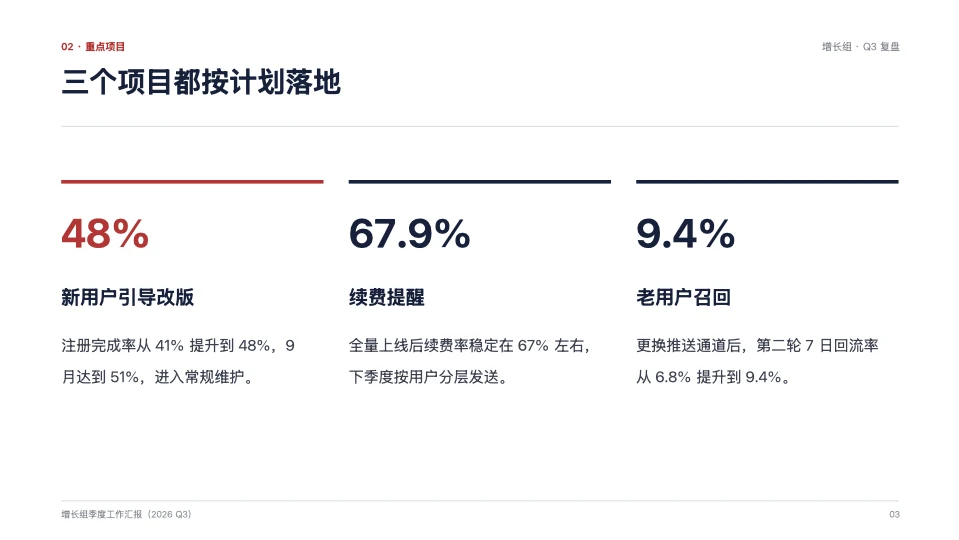 02 · 重点项目
增长组 · Q3 复盘
三个项目都按计划落地
48%
新用户引导改版
注册完成率从 41% 提升到 48%，9
月达到 51%，进入常规维护。
67.9%
续费提醒
全量上线后续费率稳定在 67% 左右，
下季度按用户分层发送。
9.4%
老用户召回
更换推送通道后，第二轮 7 日回流率
从 6.8% 提升到 9.4%。
增长组季度工作汇报（2026 Q3）
03